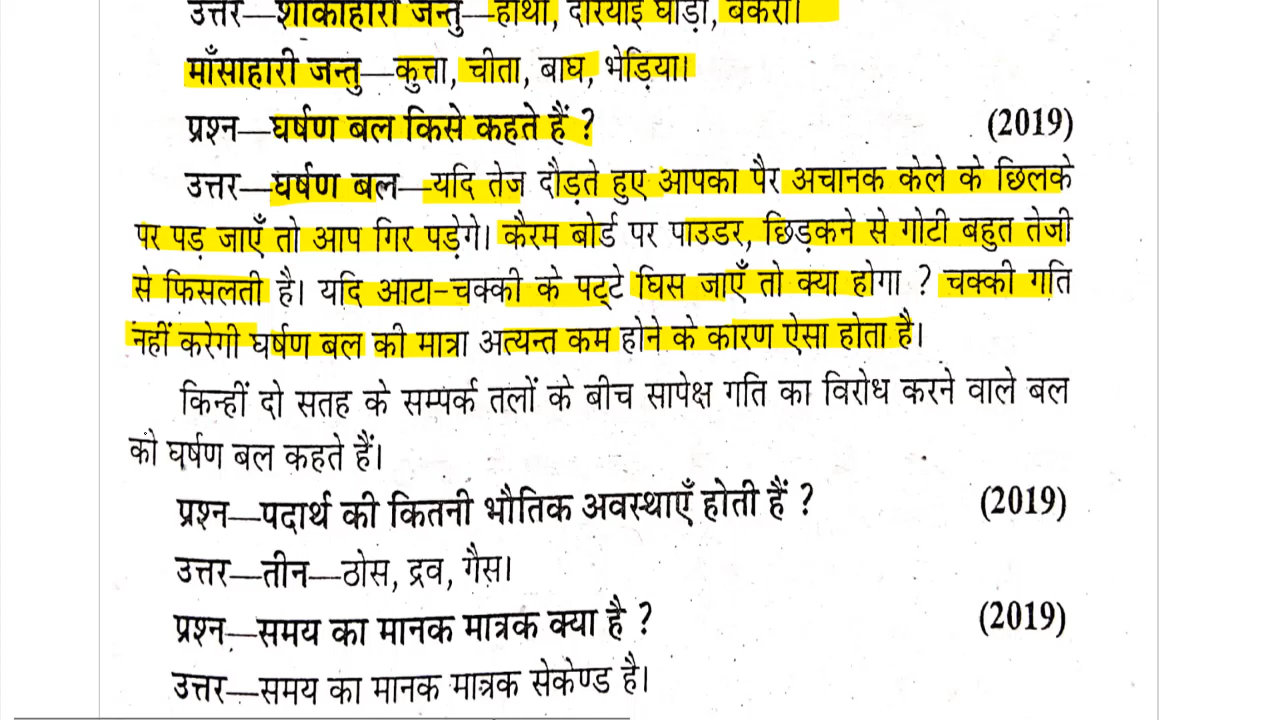 उत्तर—शाकाहारी जन्तु—हाथी, दरियाई घोड़ा, बकरी।
माँसाहारी जन्तु—कुत्ता, चीता, बाघ, भेड़िया।
प्रश्न—घर्षण बल किसे कहते हैं ? (2019)
उत्तर—घर्षण बल—यदि तेज दौड़ते हुए आपका पैर अचानक केले के छिलके
पर पड़ जाएँ तो आप गिर पड़ेगे। कैरम बोर्ड पर पाउडर, छिड़कने से गोटी बहुत तेजी
से फिसलती है। यदि आटा-चक्की के पट्टे घिस जाएँ तो क्या होगा ? चक्की गति
नहीं करेगी घर्षण बल की मात्रा अत्यन्त कम होने के कारण ऐसा होता है।
किन्हीं दो सतह के सम्पर्क तलों के बीच सापेक्ष गति का विरोध करने वाले बल
को घर्षण बल कहते हैं।
प्रश्न—पदार्थ की कितनी भौतिक अवस्थाएँ होती हैं ? (2019)
उत्तर—तीन—ठोस, द्रव, गैस।
प्रश्न—समय का मानक मात्रक क्या है ? (2019)
उत्तर—समय का मानक मात्रक सेकेण्ड है।